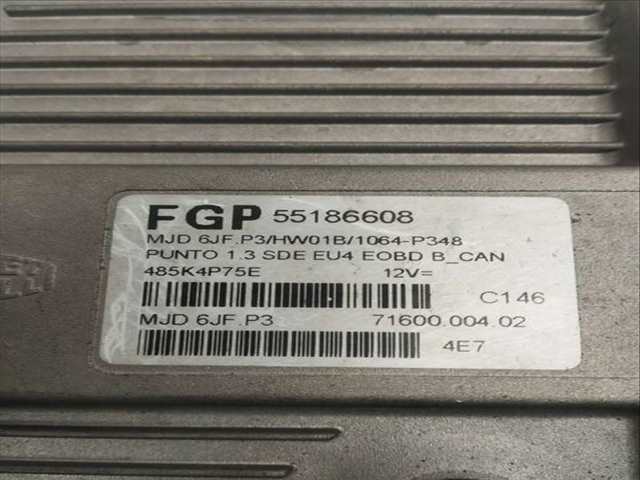 FGP 55186608
MJD 6JF.P3/HW01B/1064-P348
PUNTO 1.3 SDE EU4 EOBD B_CAN
485K4P75E 12V=
C146
MJD 6JF.P3 71600.004.02
4E7